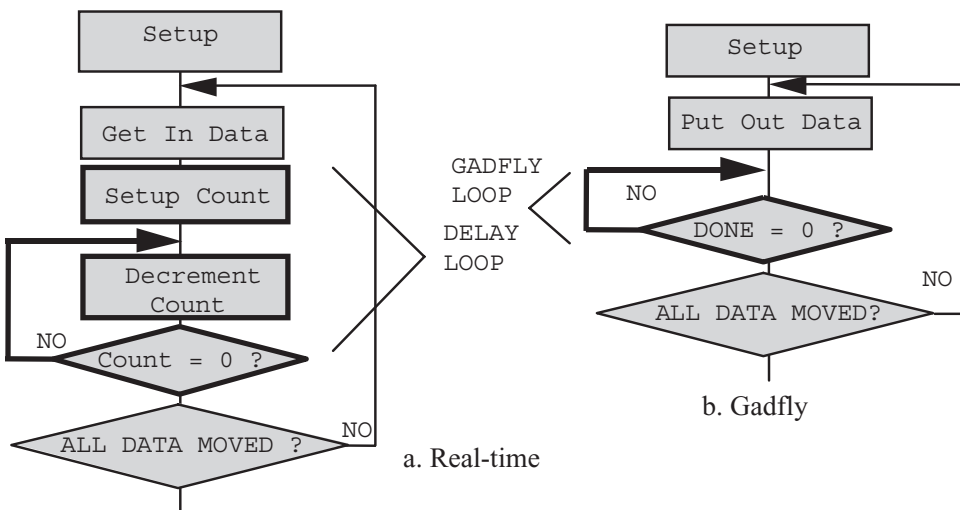 Setup
Get In Data
Setup Count
Decrement
Count
NO
Count = 0 ?
ALL DATA MOVED ?
NO
a. Real-time
GADFLY
LOOP
DELAY
LOOP
Setup
Put Out Data
NO
DONE = 0 ?
NO
ALL DATA MOVED?
b. Gadfly